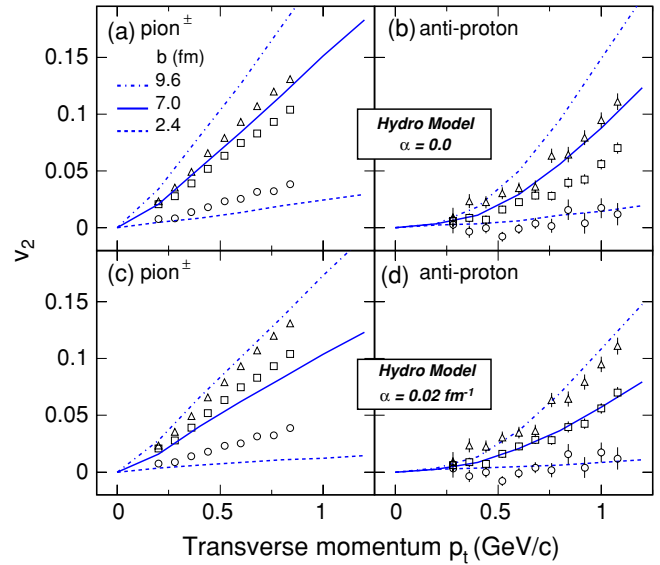 (a) pion±
b (fm)
9.6
7.0
2.4
(b) anti-proton
0.15
0.1
0.05
0
Hydro Model
α = 0.0
v₂
(c) pion±
(d) anti-proton
0.15
0.1
0.05
0
Hydro Model
α = 0.02 fm⁻¹
0 0.5 1 0 0.5 1
Transverse momentum pₜ (GeV/c)